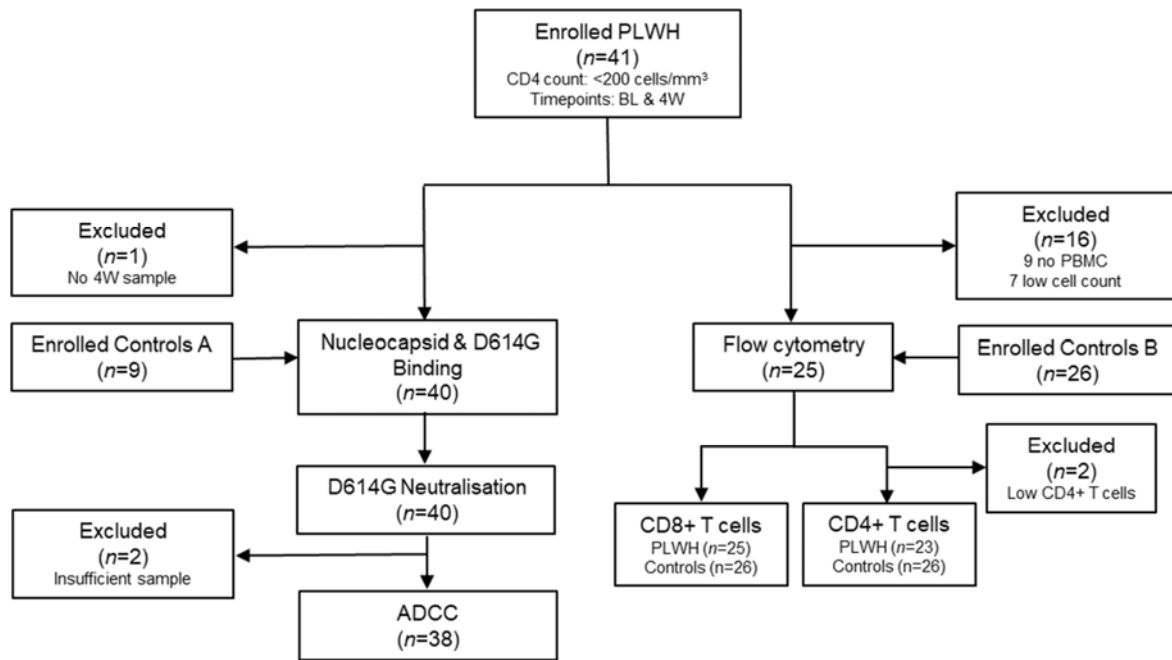 Enrolled PLWH
(n=41)
CD4 count: <200 cells/mm³
Timepoints: BL & 4W
Excluded
(n=1)
No 4W sample
Excluded
(n=16)
9 no PBMC
7 low cell count
Enrolled Controls A
(n=9)
Nucleocapsid & D614G
Binding
(n=40)
Flow cytometry
(n=25)
Enrolled Controls B
(n=26)
D614G Neutralisation
(n=40)
Excluded
(n=2)
Low CD4+ T cells
Excluded
(n=2)
Insufficient sample
CD8+ T cells
PLWH (n=25)
Controls (n=26)
CD4+ T cells
PLWH (n=23)
Controls (n=26)
ADCC
(n=38)